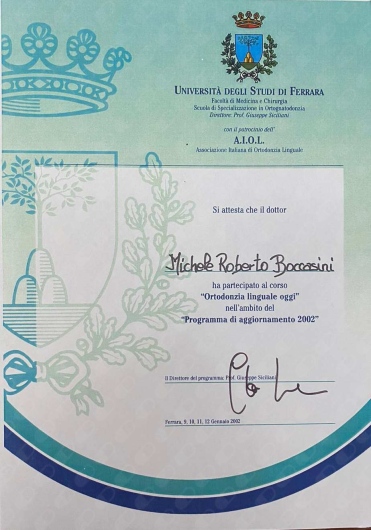 UNIVERSITÀ DEGLI STUDI DI FERRARA
Facoltà di Medicina e Chirurgia
Scuola di Specializzazione in Ortognatodonzia
Direttore: Prof. Giuseppe Siciliani
con il patrocinio dell'
A.I.O.L.
Associazione Italiana di Ortodonzia Linguale
Si attesta che il dottor
Michele Roberto Boccasini
ha partecipato al corso
"Ortodonzia linguale oggi"
nell'ambito del
"Programma di aggiornamento 2002"
Il Direttore del programma: Prof. Giuseppe Siciliani
Ferrara, 9, 10, 11, 12 Gennaio 2002